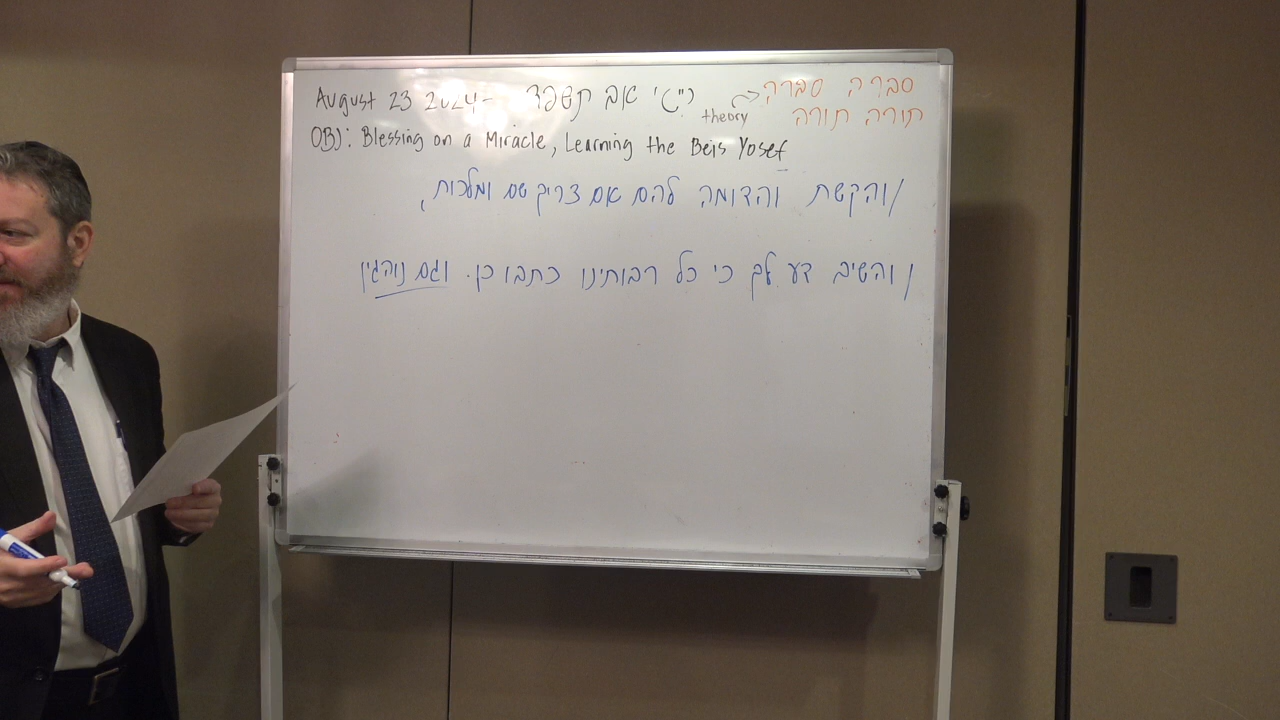 August 23 2024 - אב תשפד
סברה סברה
theory
תורה תורה
OBJ: Blessing on a Miracle, Learning the Beis Yosef
/והקשת והדומה להם אם צריך שם ומלכות,
/ והשיב דע לך כי כל רבותינו כתבו כן. וגם נוהגין